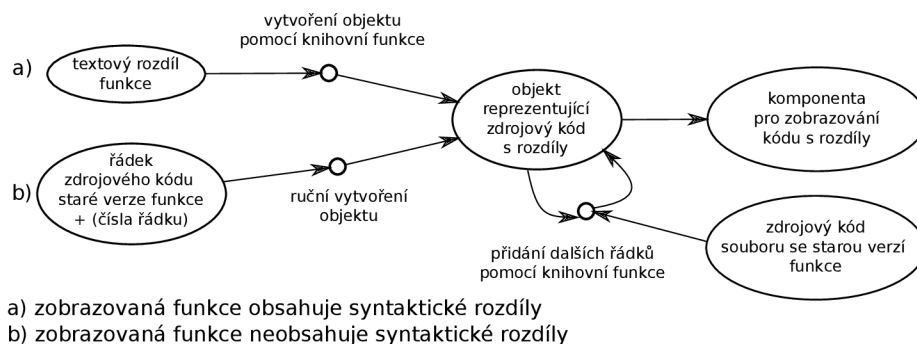 vytvoření objektu
pomocí knihovní funkce
a)
textový rozdíl
funkce
objekt
reprezentující
zdrojový kód
s rozdíly
komponenta
pro zobrazování
kódu s rozdíly
b)
řádek
zdrojového kódu
staré verze funkce
+ (čísla řádku)
ruční vytvoření
objektu
přidání dalších řádků
pomocí knihovní funkce
zdrojový kód
souboru se starou verzí
funkce
a) zobrazovaná funkce obsahuje syntaktické rozdíly
b) zobrazovaná funkce neobsahuje syntaktické rozdíly